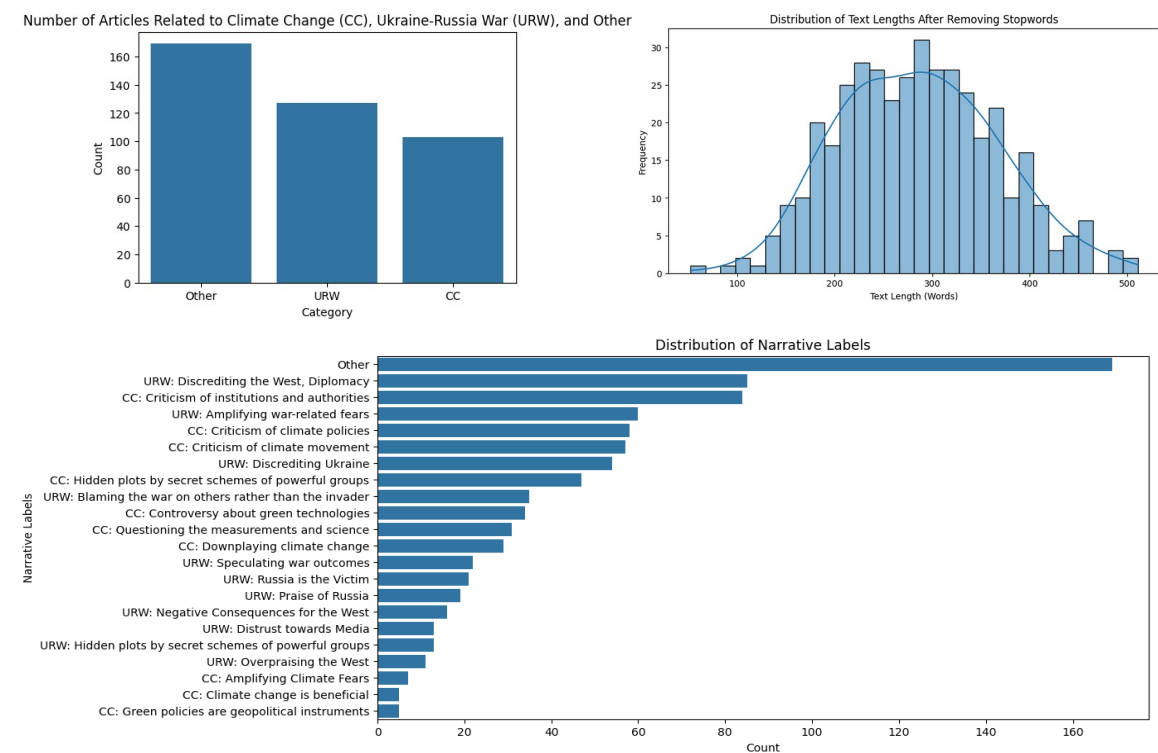 Number of Articles Related to Climate Change (CC), Ukraine-Russia War (URW), and Other
160
140
120
100
80
60
40
20
0
Count
Other URW CC
Category
Distribution of Text Lengths After Removing Stopwords
30
25
20
15
10
5
0
Frequency
100 200 300 400 500
Text Length (Words)
Distribution of Narrative Labels
Narrative Labels
Other
URW: Discrediting the West, Diplomacy
CC: Criticism of institutions and authorities
URW: Amplifying war-related fears
CC: Criticism of climate policies
CC: Criticism of climate movement
URW: Discrediting Ukraine
CC: Hidden plots by secret schemes of powerful groups
URW: Blaming the war on others rather than the invader
CC: Controversy about green technologies
CC: Questioning the measurements and science
CC: Downplaying climate change
URW: Speculating war outcomes
URW: Russia is the Victim
URW: Praise of Russia
URW: Negative Consequences for the West
URW: Distrust towards Media
URW: Hidden plots by secret schemes of powerful groups
URW: Overpraising the West
CC: Amplifying Climate Fears
CC: Climate change is beneficial
CC: Green policies are geopolitical instruments
0 20 40 60 80 100 120 140 160
Count